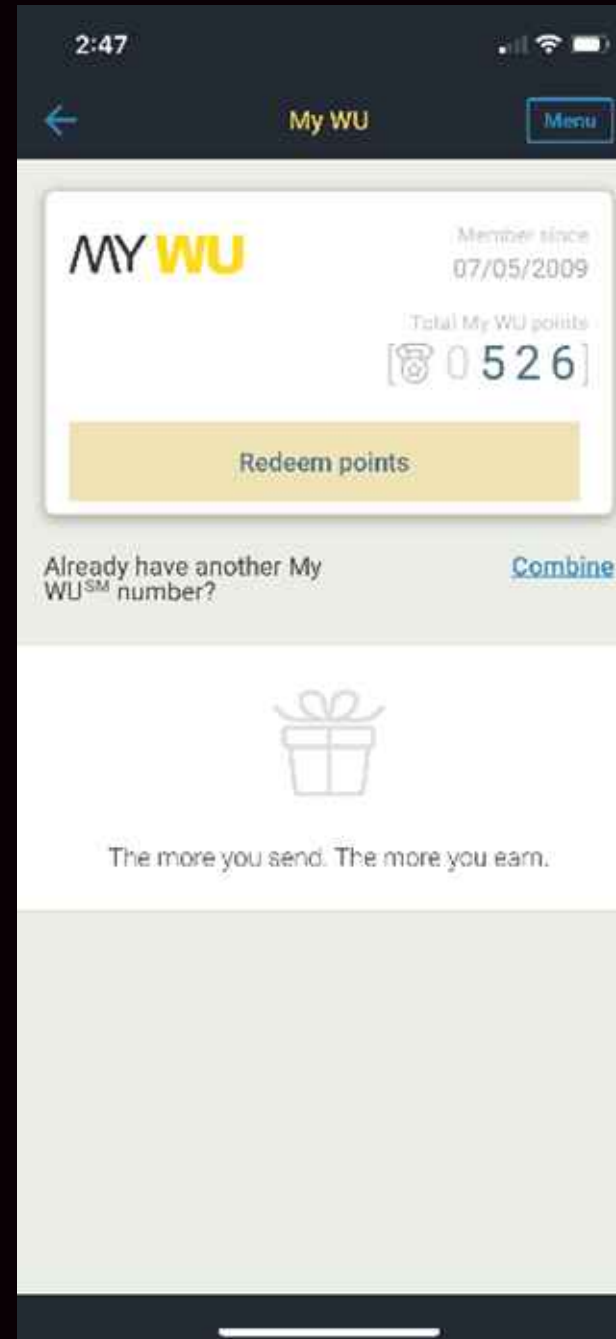 2:47
My WU
Menu
MY WU
Member since
07/05/2009
Total My WU points
[0526]
Redeem points
Already have another My
WU℠ number?
Combine
The more you send. The more you earn.